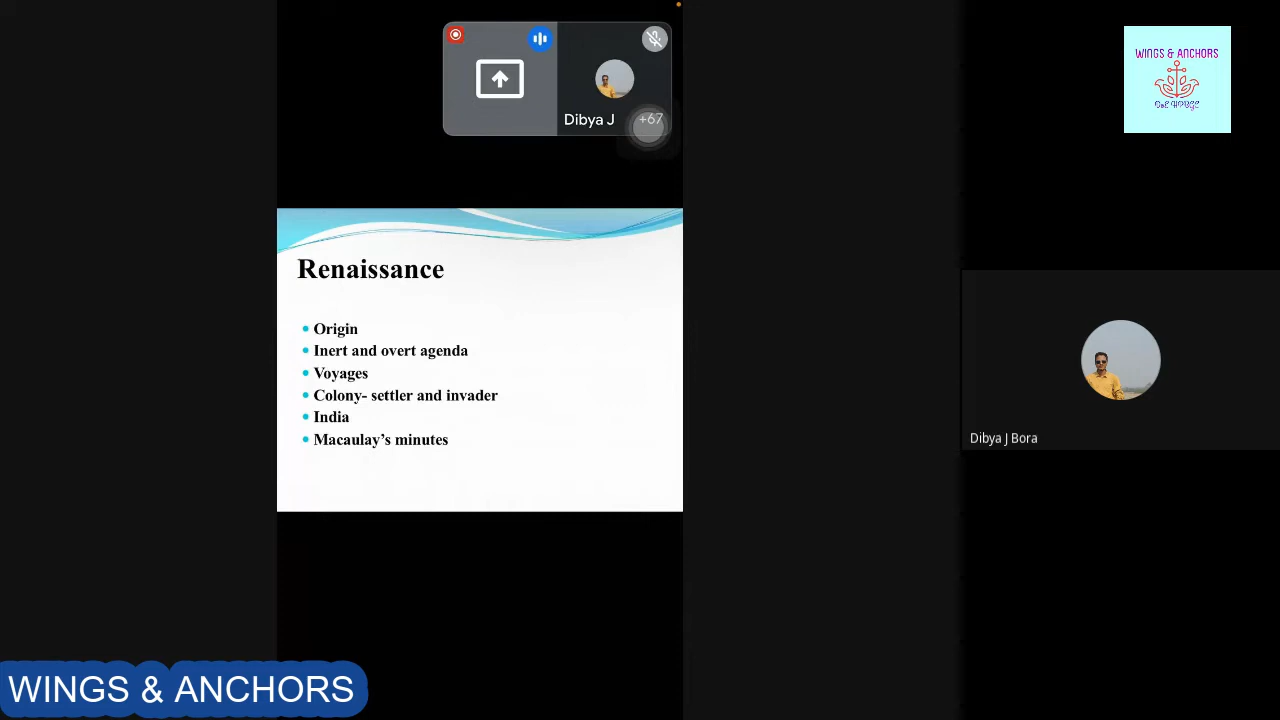 WINGS & ANCHORS
Dibya J
+67
Renaissance
Origin
Inert and overt agenda
Voyages
Colony- settler and invader
India
Macaulay’s minutes
Dibya J Bora
WINGS & ANCHORS